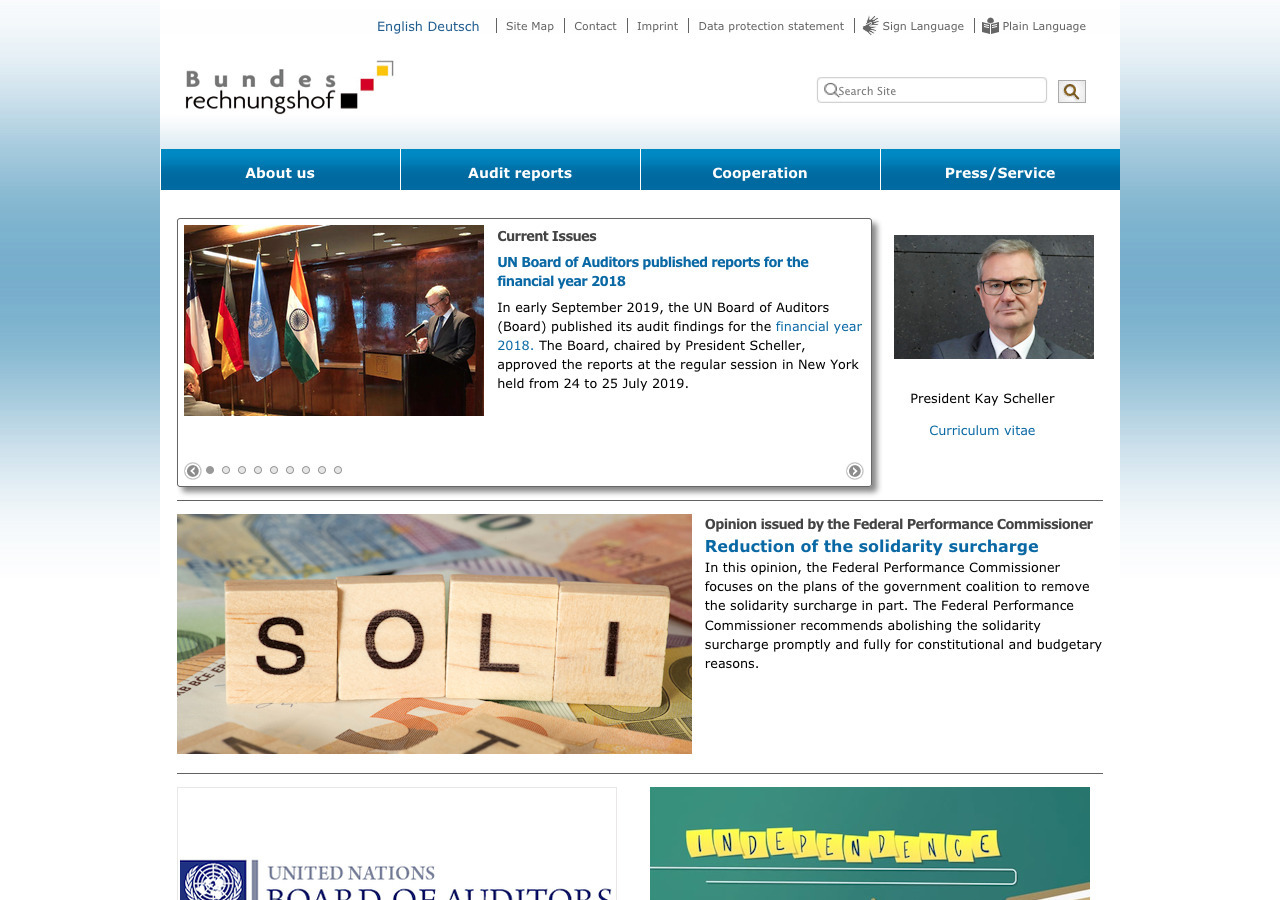 English Deutsch | Site Map | Contact | Imprint | Data protection statement | Sign Language | Plain Language
Bundes
rechnungshof
Search Site
About us
Audit reports
Cooperation
Press/Service
Current Issues
UN Board of Auditors published reports for the
financial year 2018
In early September 2019, the UN Board of Auditors
(Board) published its audit findings for the financial year
2018. The Board, chaired by President Scheller,
approved the reports at the regular session in New York
held from 24 to 25 July 2019.
President Kay Scheller
Curriculum vitae
SOLI
Opinion issued by the Federal Performance Commissioner
Reduction of the solidarity surcharge
In this opinion, the Federal Performance Commissioner
focuses on the plans of the government coalition to remove
the solidarity surcharge in part. The Federal Performance
Commissioner recommends abolishing the solidarity
surcharge promptly and fully for constitutional and budgetary
reasons.
UNITED NATIONS
BOARD OF AUDITORS
INDEPENDENCE